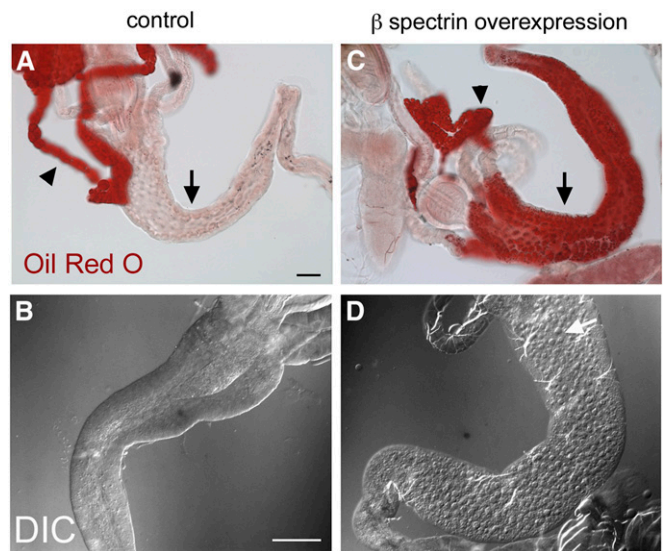 control
β spectrin overexpression
A
C
Oil Red O
B
D
DIC